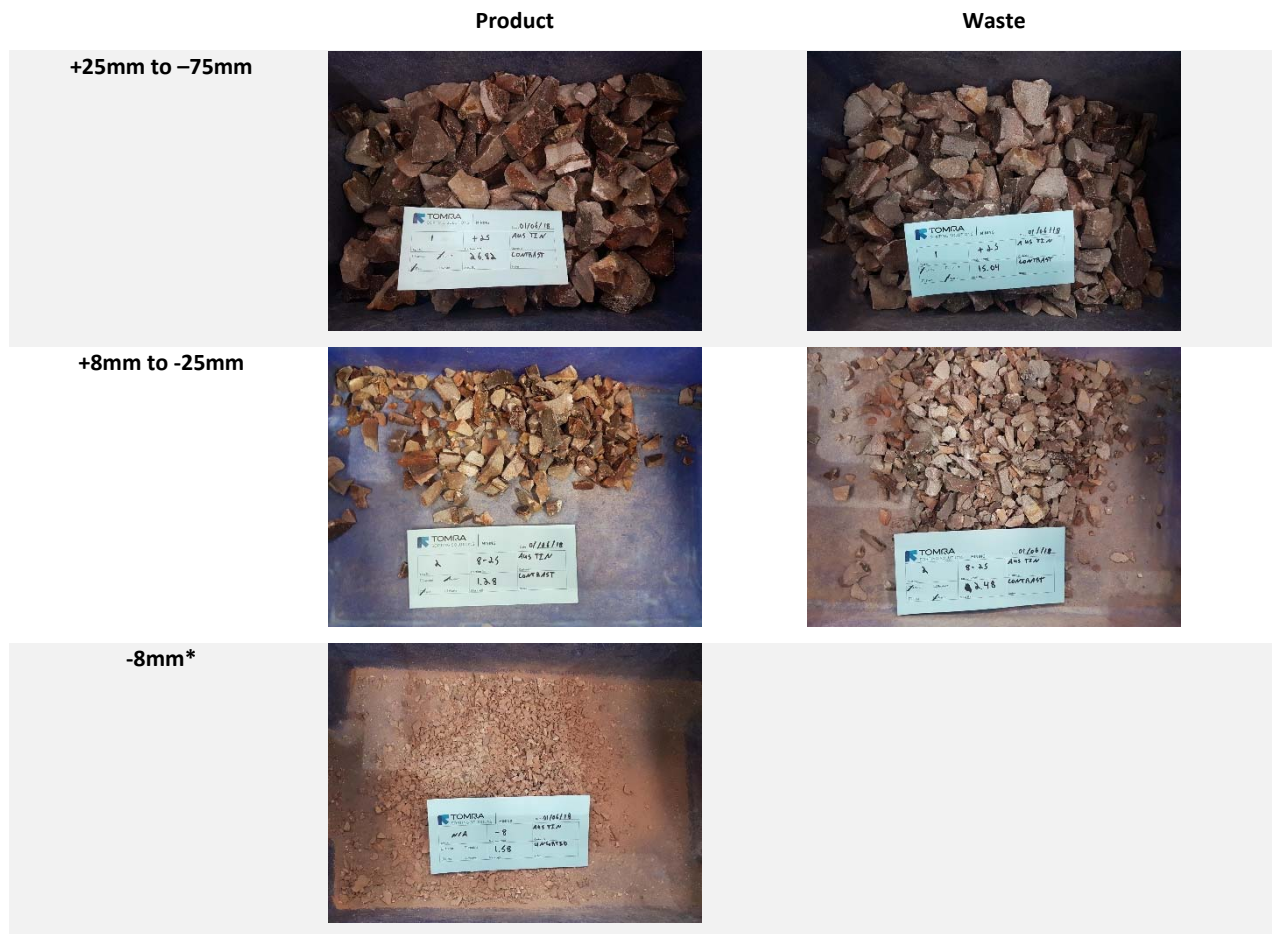 Product Waste
+25mm to –75mm
TOMRA
01/06/18
1 +25 AUS TIN
26.82 CONTRAST
TOMRA
01/06/18
1 +25 AUS TIN
15.04 CONTRAST
+8mm to -25mm
TOMRA
01/06/18
2 8-25 AUS TIN
1.28 CONTRAST
TOMRA
01/06/18
2 8-25 AUS TIN
2.48 CONTRAST
-8mm*
TOMRA
01/06/18
N/A -8 AUS TIN
1.58